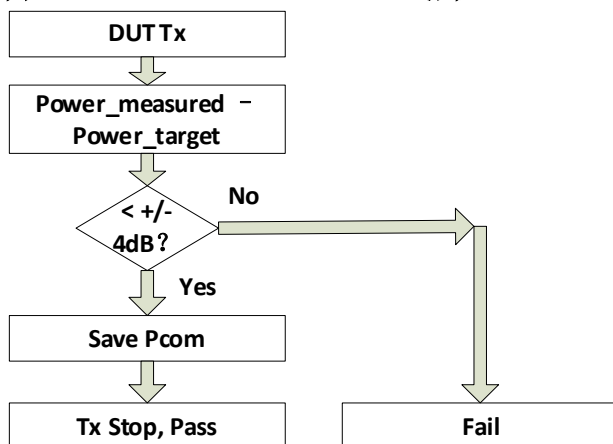 DUT Tx
Power_measured －
Power_target
No
< +/-
4dB？
Yes
Save Pcom
Tx Stop, Pass
Fail